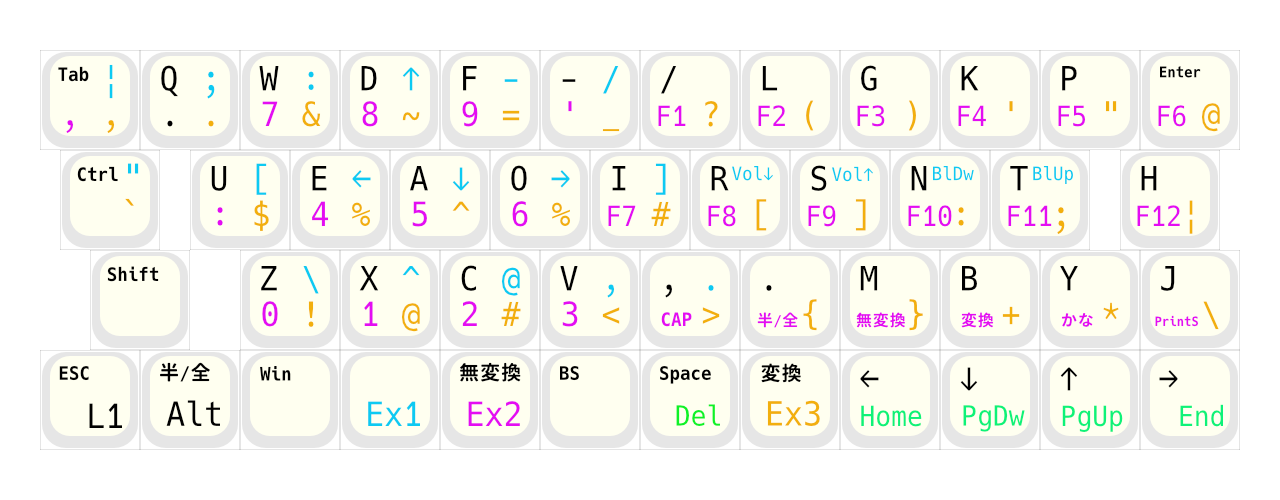 Tab ¦ Q ; W : D ↑ F - - / / L G K P Enter
, , . . 7 & 8 ~ 9 = ' _ F1 ? F2 ( F3 ) F4 ' F5 " F6 @
Ctrl " U [ E ← A ↓ O → I ] R Vol↓ S Vol↑ N BlDw T BlUp H
` : $ 4 % 5 ^ 6 % F7 # F8 [ F9 ] F10 : F11 ; F12 ¦
Shift Z \ X ^ C @ V , , . . M B Y J
0 ! 1 @ 2 # 3 < CAP > 半/全 { 無変換 } 変換 + かな * PrintS \
ESC 半/全 Win 無変換 BS Space 変換 ← ↓ ↑ →
L1 Alt Ex1 Ex2 Del Ex3 Home PgDw PgUp End